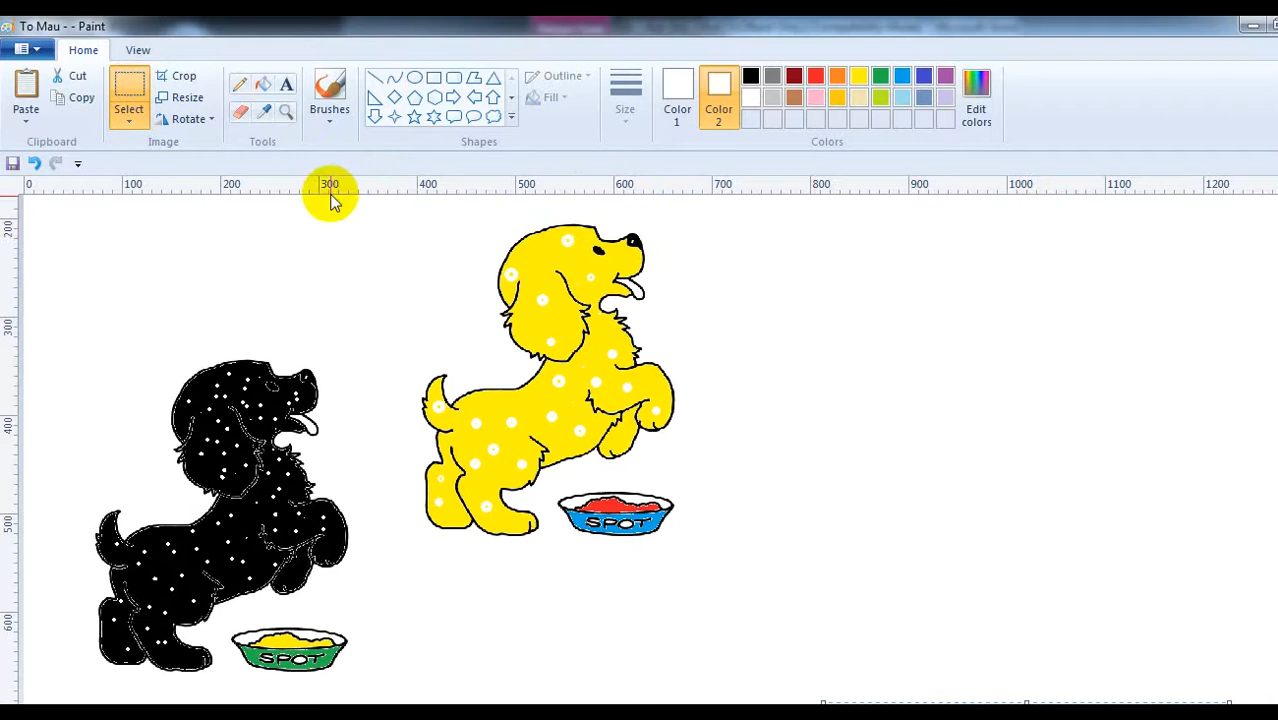 To Mau - - Paint
Home View
Paste Cut Copy Clipboard
Select Crop Resize Rotate Image
A Tools
Brushes
Outline Fill Shapes
Size
Color 1 Color 2 Edit colors Colors
0 100 200 300 400 500 600 700 800 900 1000 1100 1200
200
300
400
500
600
SPOT
SPOT